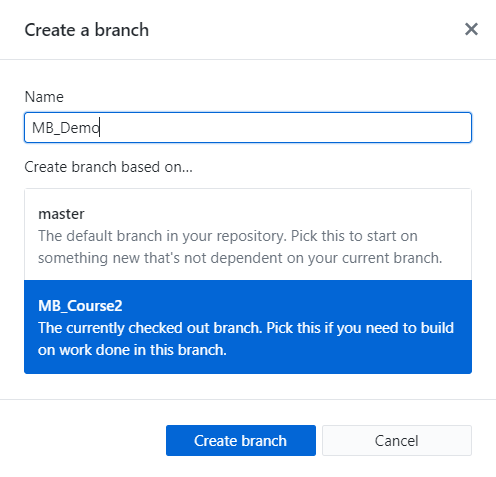 Create a branch
Name
MB_Demo
Create branch based on...
master
The default branch in your repository. Pick this to start on
something new that's not dependent on your current branch.
MB_Course2
The currently checked out branch. Pick this if you need to build
on work done in this branch.
Create branch
Cancel